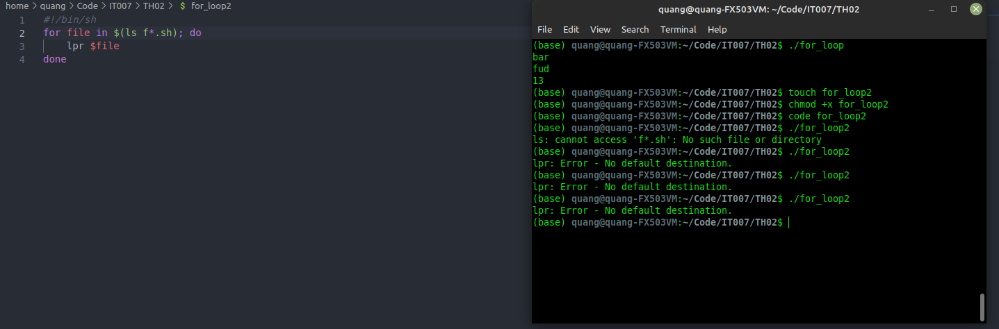 home > quang > Code > IT007 > TH02 > $ for_loop2
1 #!/bin/sh
2 for file in $(ls f*.sh); do
3 lpr $file
4 done
quang@quang-FX503VM: ~/Code/IT007/TH02
File Edit View Search Terminal Help
(base) quang@quang-FX503VM:~/Code/IT007/TH02$ ./for_loop
bar
fud
13
(base) quang@quang-FX503VM:~/Code/IT007/TH02$ touch for_loop2
(base) quang@quang-FX503VM:~/Code/IT007/TH02$ chmod +x for_loop2
(base) quang@quang-FX503VM:~/Code/IT007/TH02$ code for_loop2
(base) quang@quang-FX503VM:~/Code/IT007/TH02$ ./for_loop2
ls: cannot access 'f*.sh': No such file or directory
(base) quang@quang-FX503VM:~/Code/IT007/TH02$ ./for_loop2
lpr: Error - No default destination.
(base) quang@quang-FX503VM:~/Code/IT007/TH02$ ./for_loop2
lpr: Error - No default destination.
(base) quang@quang-FX503VM:~/Code/IT007/TH02$ ./for_loop2
lpr: Error - No default destination.
(base) quang@quang-FX503VM:~/Code/IT007/TH02$